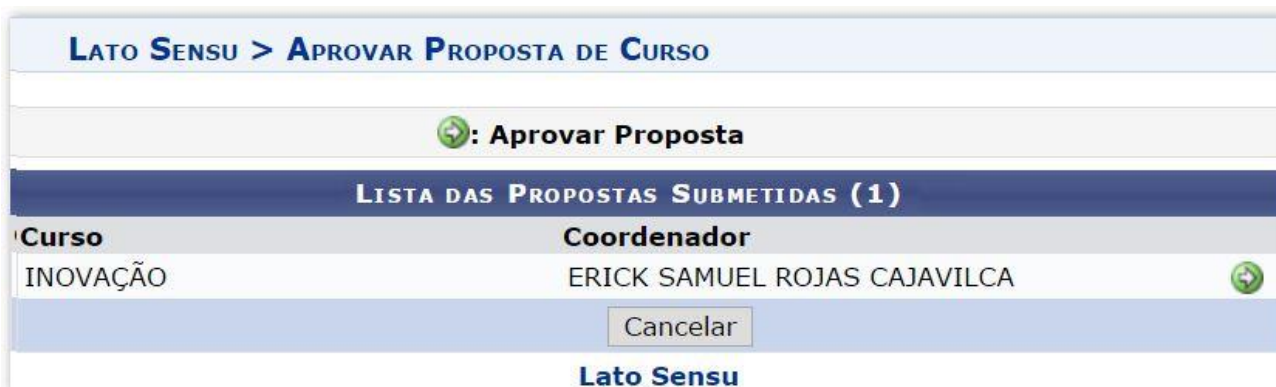 Lato Sensu > Aprovar Proposta de Curso
: Aprovar Proposta
Lista das Propostas Submetidas (1)
Curso Coordenador
INOVAÇÃO ERICK SAMUEL ROJAS CAJAVILCA
Cancelar
Lato Sensu